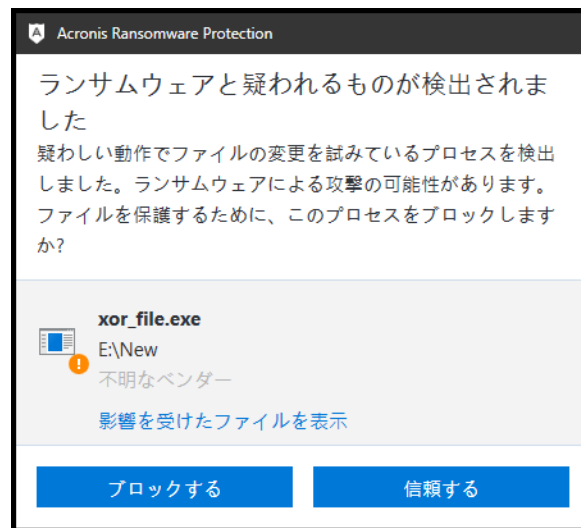 Acronis Ransomware Protection
ランサムウェアと疑われるものが検出されま
した
疑わしい動作でファイルの変更を試みているプロセスを検出
しました。ランサムウェアによる攻撃の可能性があります。
ファイルを保護するために、このプロセスをブロックします
か?
xor_file.exe
E:\New
不明なベンダー
影響を受けたファイルを表示
ブロックする
信頼する